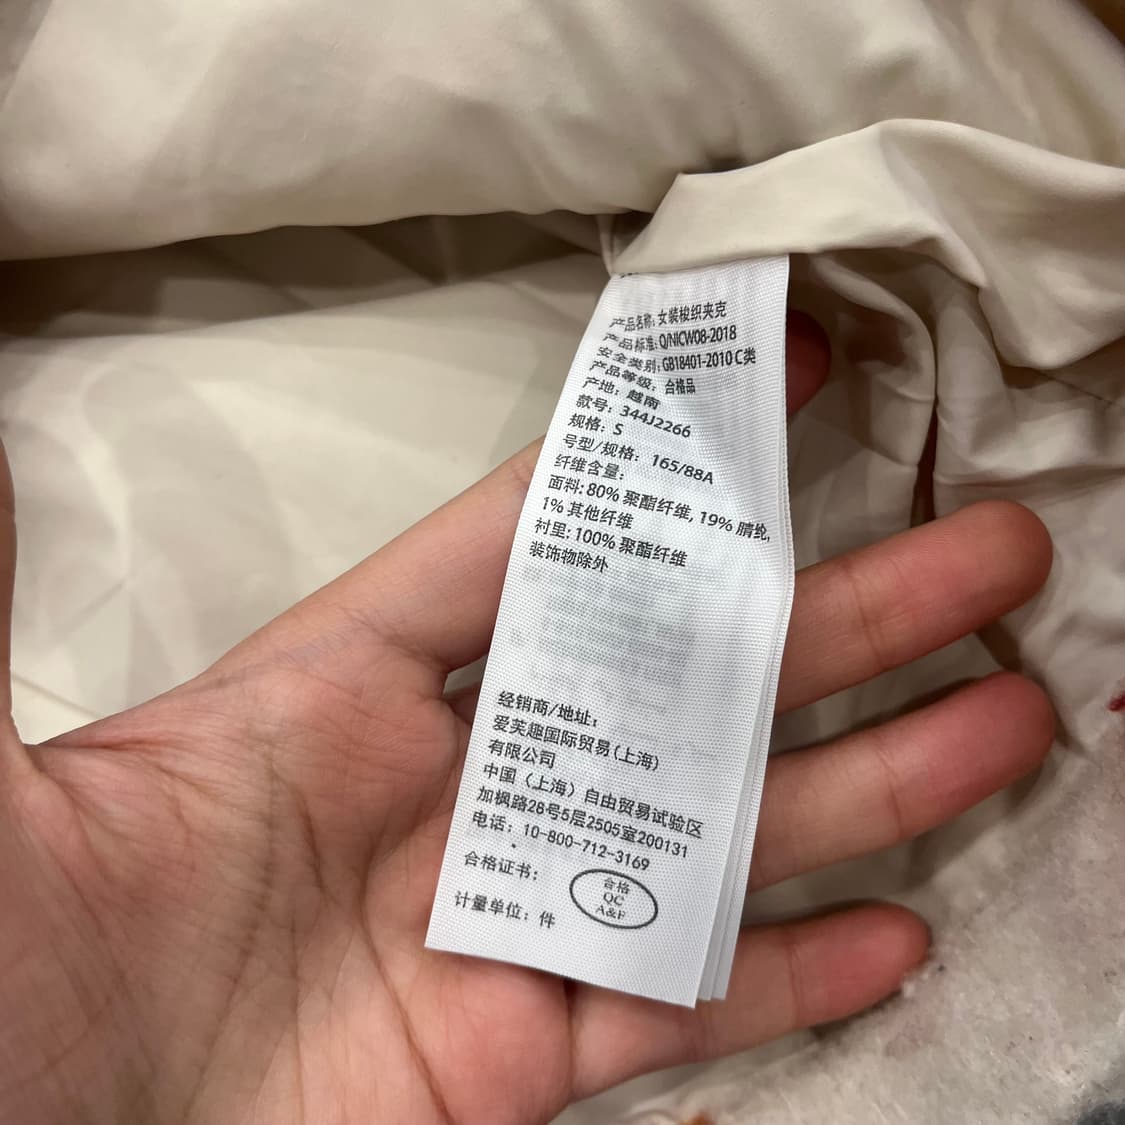 产品名称: 女装梭织夹克
产品标准: Q/NICW08-2018
安全类别: GB18401-2010 C类
产品等级: 合格品
产地: 越南
款号: 344J2266
规格: S
号型/规格: 165/88A
纤维含量:
面料: 80% 聚酯纤维, 19% 腈纶,
1% 其他纤维
衬里: 100% 聚酯纤维
装饰物除外
经销商/地址:
爱芙趣国际贸易(上海)
有限公司
中国（上海）自由贸易试验区
加枫路28号5层2505室200131
电话: 10-800-712-3169
合格证书:
合格
QC
A&F
计量单位: 件